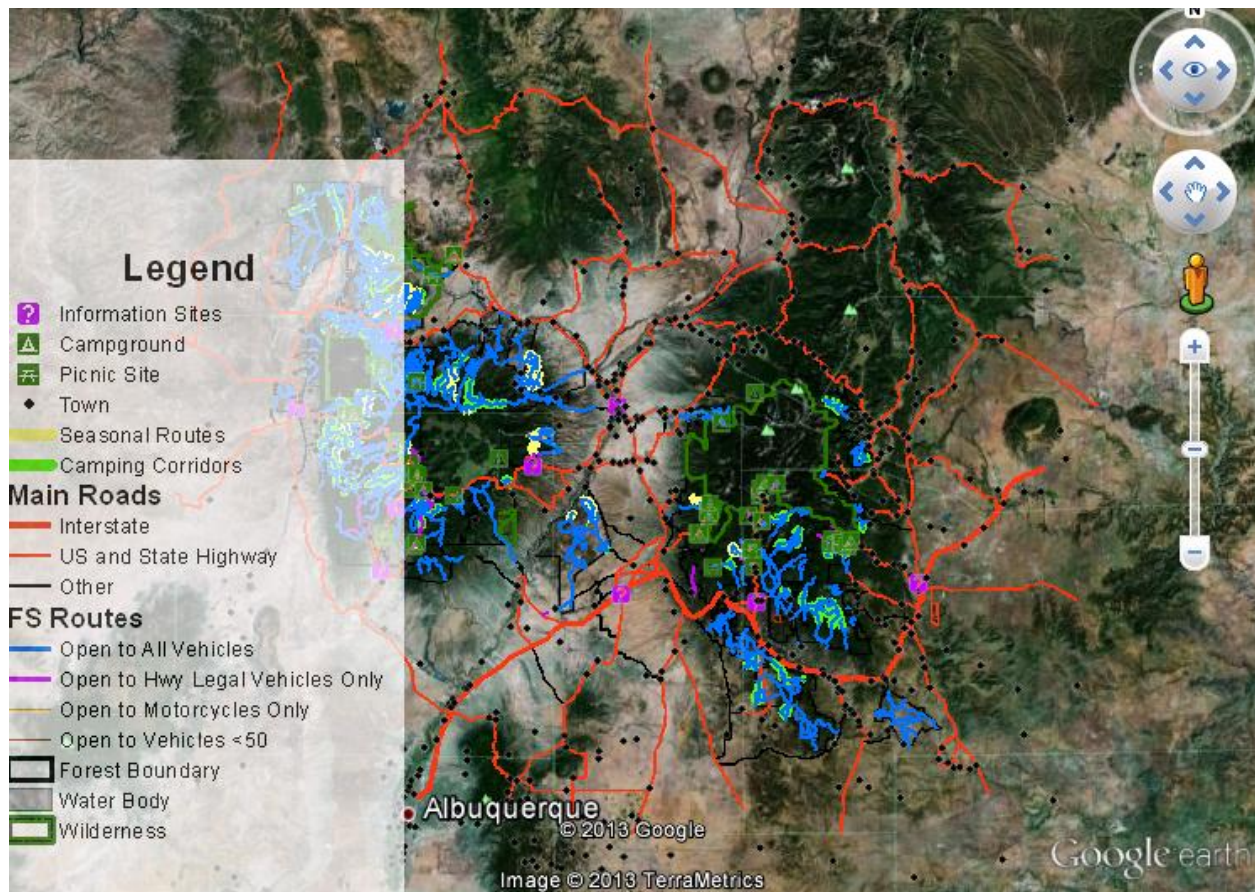 N
Legend
Information Sites
Campground
Picnic Site
Town
Seasonal Routes
Camping Corridors
Main Roads
Interstate
US and State Highway
Other
FS Routes
Open to All Vehicles
Open to Hwy Legal Vehicles Only
Open to Motorcycles Only
Open to Vehicles <50
Forest Boundary
Water Body
Wilderness
Albuquerque
© 2013 Google
Image © 2013 TerraMetrics
Google earth